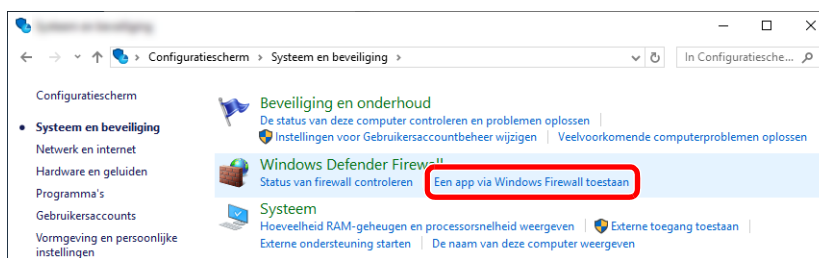 Configuratiescherm > Systeem en beveiliging >
In Configuratiesche...
Configuratiescherm
Systeem en beveiliging
Netwerk en internet
Hardware en geluiden
Programma's
Gebruikersaccounts
Vormgeving en persoonlijke
instellingen
Beveiliging en onderhoud
De status van deze computer controleren en problemen oplossen
Instellingen voor Gebruikersaccountbeheer wijzigen
Veelvoorkomende computerproblemen oplossen
Windows Defender Firewall
Status van firewall controleren
Een app via Windows Firewall toestaan
Systeem
Hoeveelheid RAM-geheugen en processorsnelheid weergeven
Externe toegang toestaan
Externe ondersteuning starten
De naam van deze computer weergeven